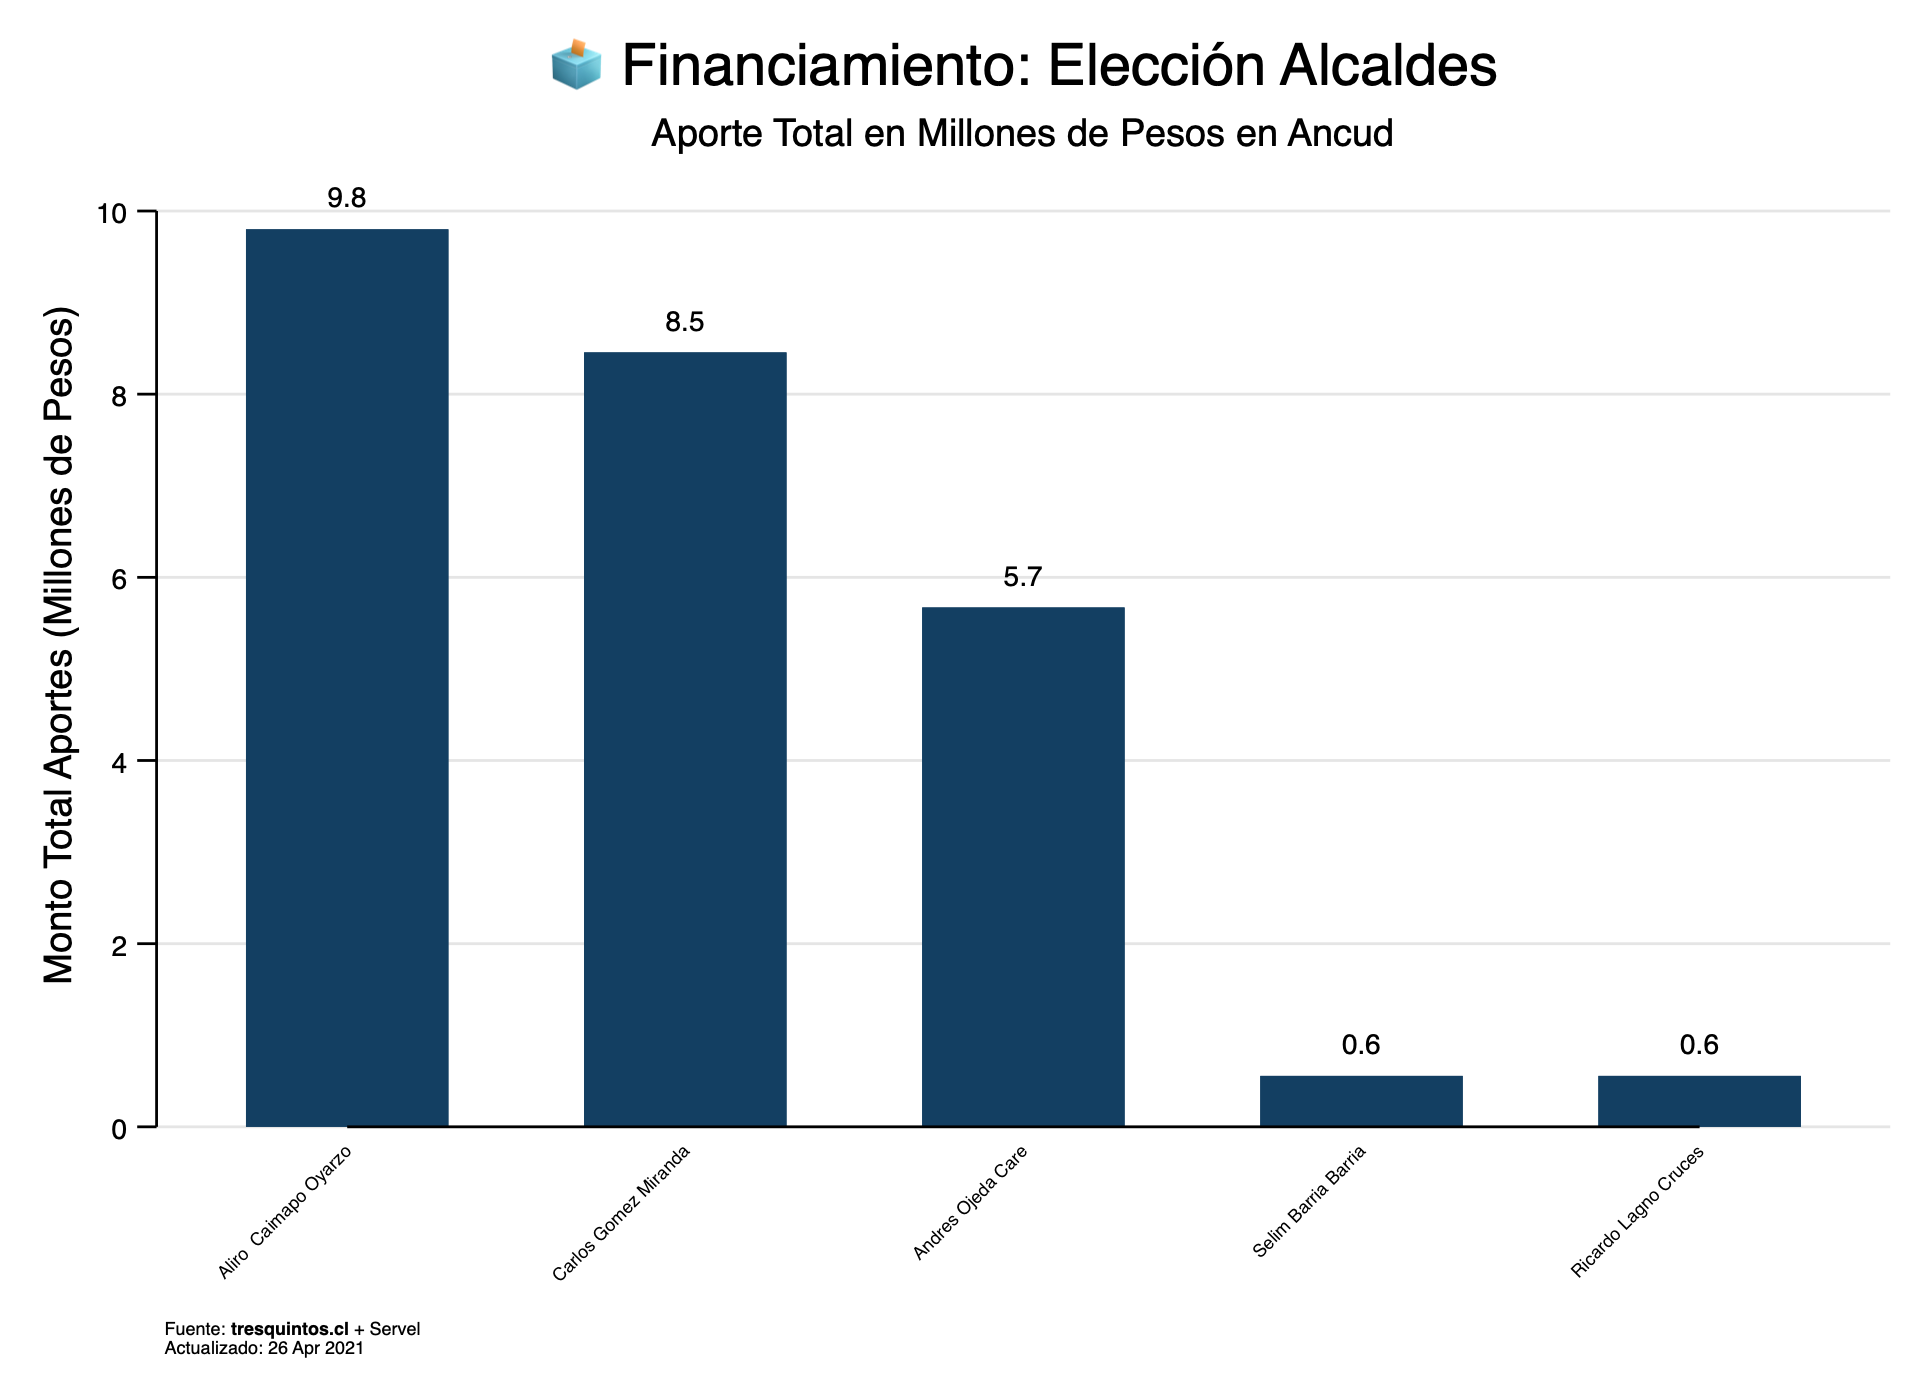 Financiamiento: Elección Alcaldes
Aporte Total en Millones de Pesos en Ancud
Monto Total Aportes (Millones de Pesos)
10
8
6
4
2
0
9.8
8.5
5.7
0.6
0.6
Aliro  Caimapo Oyarzo
Carlos Gomez Miranda
Andres Ojeda Care
Selim Barria Barria
Ricardo Lagno Cruces
Fuente: tresquintos.cl + Servel
Actualizado: 26 Apr 2021